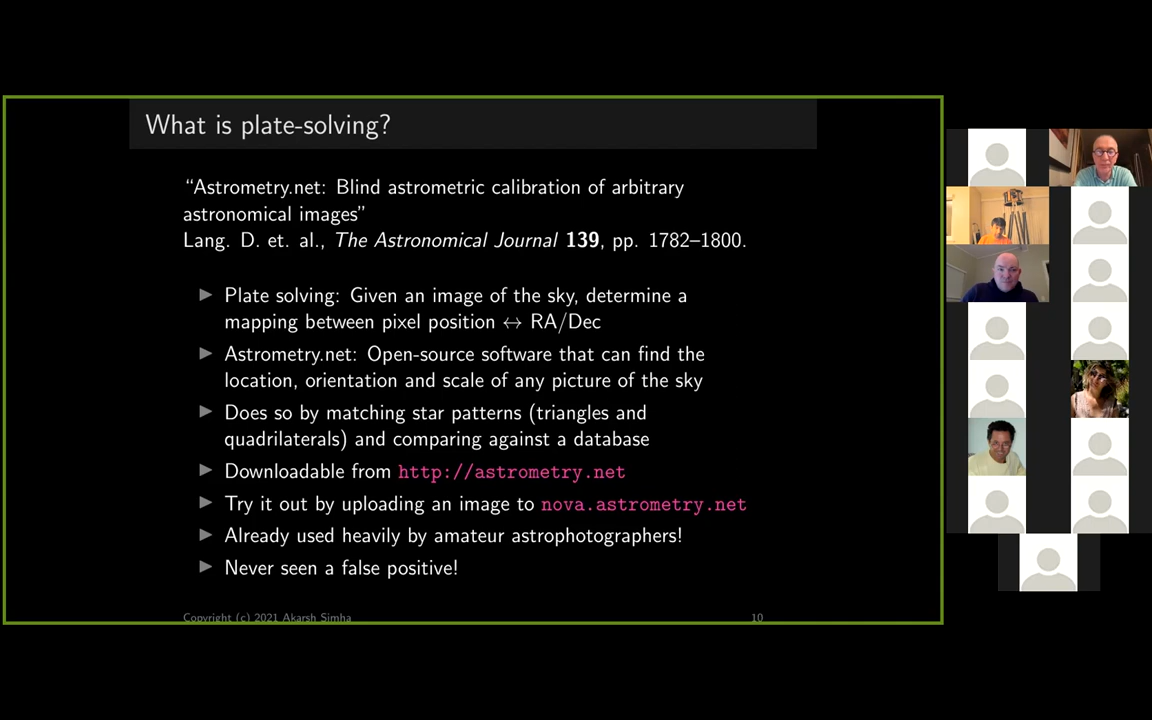 What is plate-solving?
“Astrometry.net: Blind astrometric calibration of arbitrary
astronomical images”
Lang. D. et. al., The Astronomical Journal 139, pp. 1782–1800.
Plate solving: Given an image of the sky, determine a
mapping between pixel position ↔ RA/Dec
Astrometry.net: Open-source software that can find the
location, orientation and scale of any picture of the sky
Does so by matching star patterns (triangles and
quadrilaterals) and comparing against a database
Downloadable from http://astrometry.net
Try it out by uploading an image to nova.astrometry.net
Already used heavily by amateur astrophotographers!
Never seen a false positive!
Copyright (c) 2021 Akarsh Simha
10